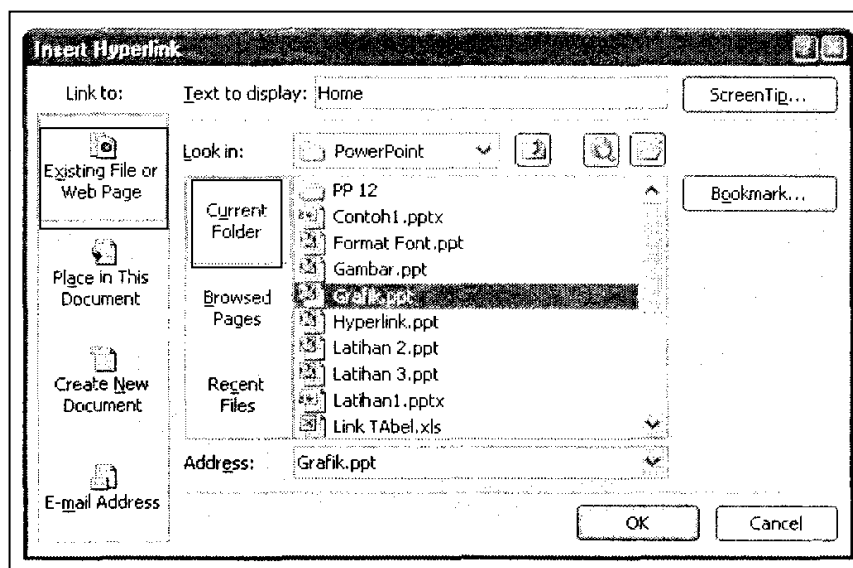 Insert Hyperlink
Link to:
Text to display: Home
ScreenTip...
Existing File or
Web Page
Place in This
Document
Create New
Document
E-mail Address
Look in:
PowerPoint
Current
Folder
Browsed
Pages
Recent
Files
PP 12
Contoh1.pptx
Format Font.ppt
Gambar.ppt
Grafik.ppt
Hyperlink.ppt
Latihan 2.ppt
Latihan 3.ppt
Latihan1.pptx
Link TAbel.xls
Bookmark...
Address: Grafik.ppt
OK
Cancel